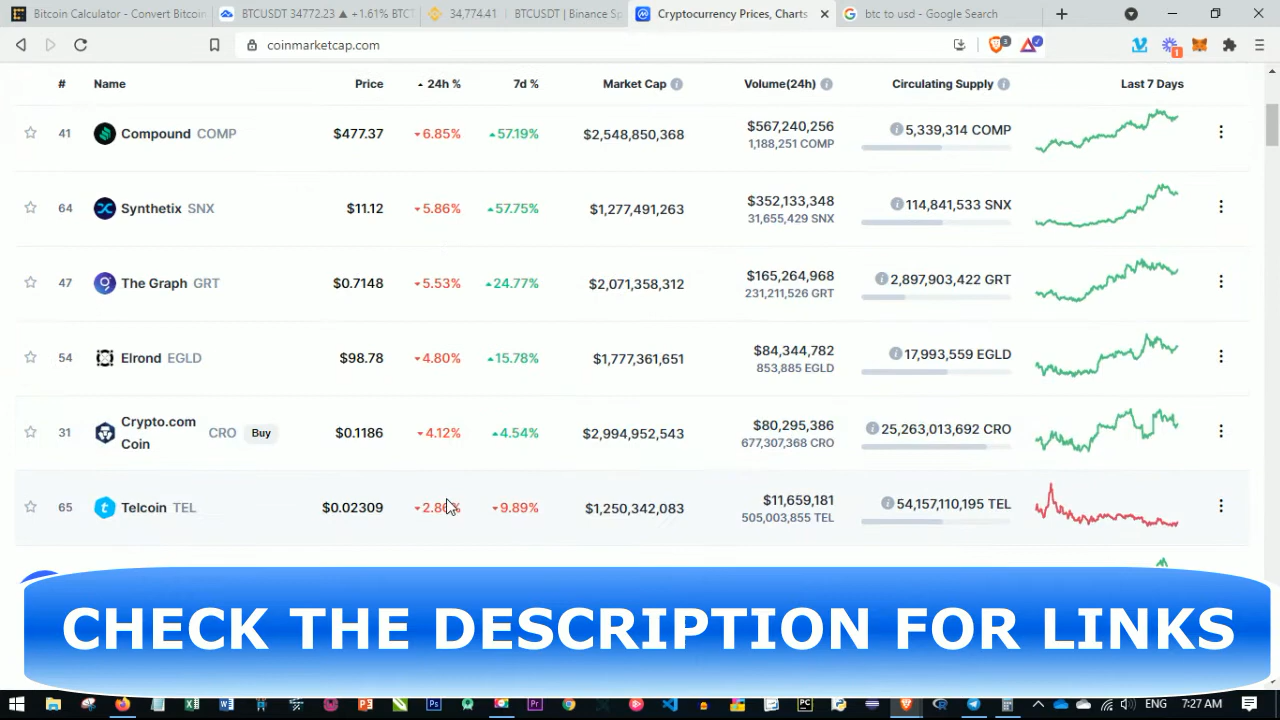 Bitcoin Calculator - Convert Bitcoin
BTCUSDT 34772.23 ▲ +1.61% BTCT
34,774.41 BTCUSDT | Binance Sp
Cryptocurrency Prices, Charts
btc to usd - Google Search
coinmarketcap.com
# Name Price 24h % 7d % Market Cap Volume(24h) Circulating Supply Last 7 Days
41 Compound COMP $477.37 6.85% 57.19% $2,548,850,368 $567,240,256 5,339,314 COMP
1,188,251 COMP
64 Synthetix SNX $11.12 5.86% 57.75% $1,277,491,263 $352,133,348 114,841,533 SNX
31,655,429 SNX
47 The Graph GRT $0.7148 5.53% 24.77% $2,071,358,312 $165,264,968 2,897,903,422 GRT
231,211,526 GRT
54 Elrond EGLD $98.78 4.80% 15.78% $1,777,361,651 $84,344,782 17,993,559 EGLD
853,885 EGLD
31 Crypto.com Coin CRO Buy $0.1186 4.12% 4.54% $2,994,952,543 $80,295,386 25,263,013,692 CRO
677,307,368 CRO
65 Telcoin TEL $0.02309 9.89% $1,250,342,083 $11,659,181 54,157,110,195 TEL
505,003,855 TEL
CHECK THE DESCRIPTION FOR LINKS
ENG 7:27 AM